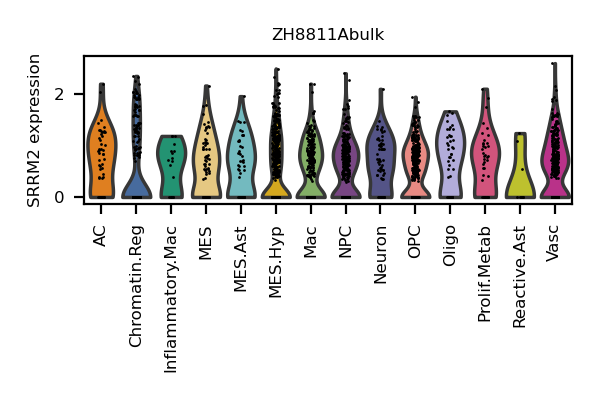 ZH8811Abulk
SRRM2 expression
2
0
AC
Chromatin.Reg
Inflammatory.Mac
MES
MES.Ast
MES.Hyp
Mac
NPC
Neuron
OPC
Oligo
Prolif.Metab
Reactive.Ast
Vasc